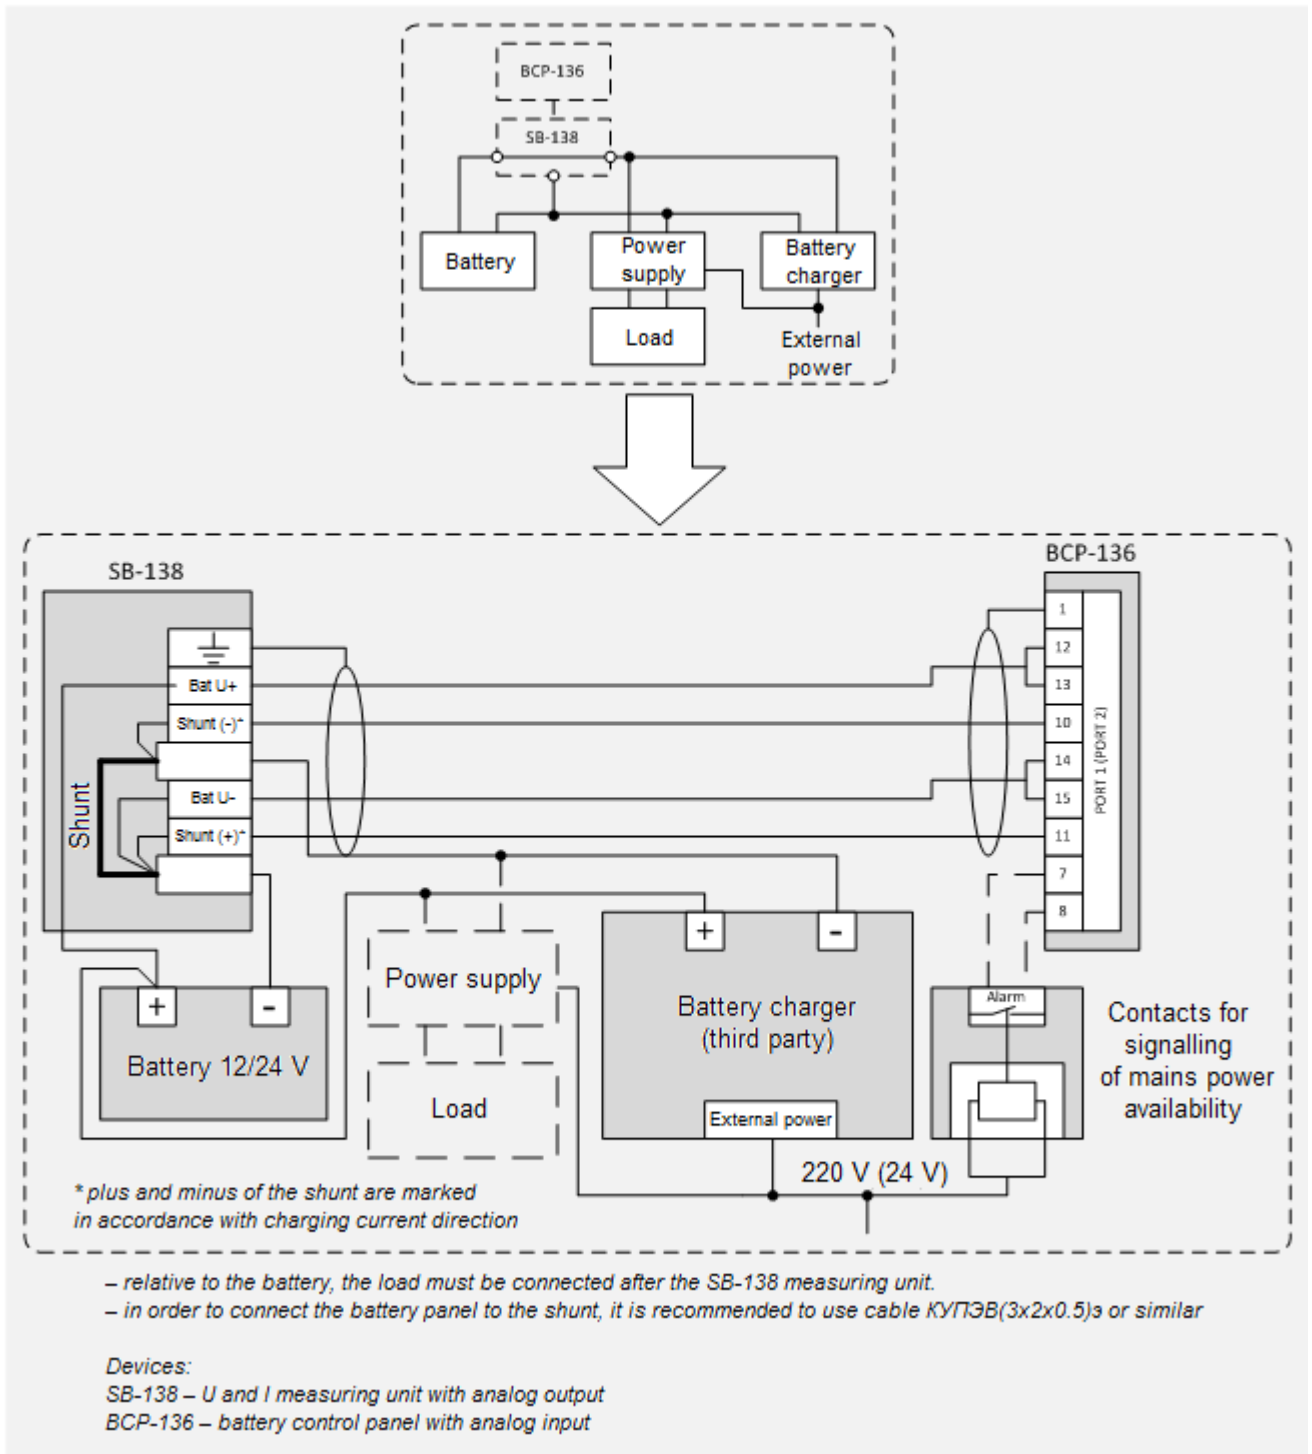 BCP-136
SB-138
Battery
Power
supply
Battery
charger
Load
External
power
SB-138
BCP-136
Bat U+
Shunt (-)*
Bat U-
Shunt (+)*
Shunt
1
12
13
10
14
15
11
7
8
PORT 1 (PORT 2)
+
-
Battery 12/24 V
Power supply
Load
+
-
Battery charger
(third party)
External power
Alarm
Contacts for
signalling
of mains power
availability
220 V (24 V)
* plus and minus of the shunt are marked
in accordance with charging current direction
– relative to the battery, the load must be connected after the SB-138 measuring unit.
– in order to connect the battery panel to the shunt, it is recommended to use cable КУПЭВ(3x2x0.5)э or similar
Devices:
SB-138 – U and I measuring unit with analog output
BCP-136 – battery control panel with analog input